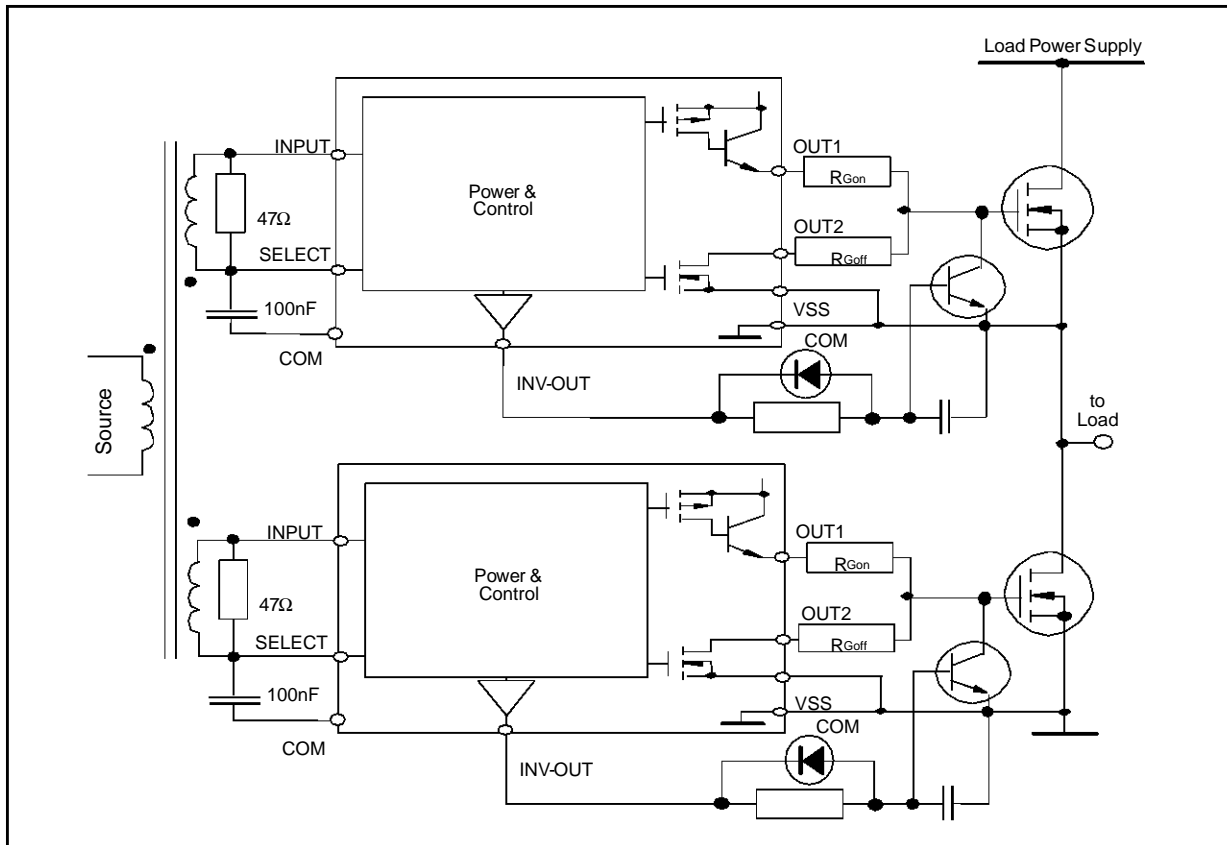 Load Power Supply
INPUT
OUT1
RGon
Power &
Control
47Ω
OUT2
SELECT
RGoff
100nF
VSS
COM
COM
INV-OUT
to
Load
Source
INPUT
OUT1
RGon
Power &
Control
47Ω
OUT2
SELECT
RGoff
100nF
VSS
COM
COM
INV-OUT